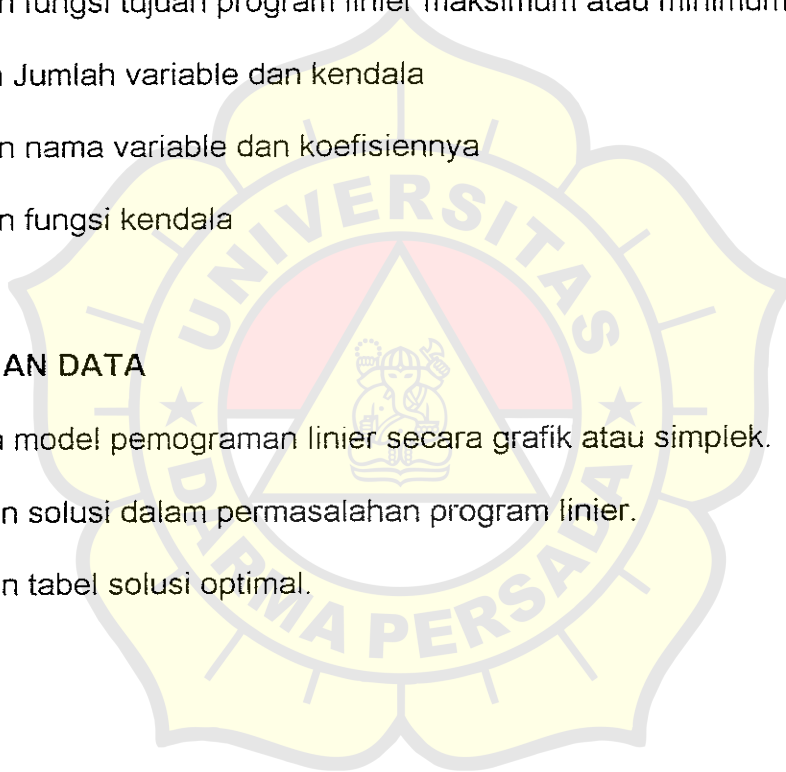 n fungsi tujuan program linier maksimum atau minimum
Jumlah variable dan kendala
n nama variable dan koefisiennya
n fungsi kendala
UNIVERSITAS
AN DATA
model pemograman linier secara grafik atau simplek.
n solusi dalam permasalahan program linier.
n tabel solusi optimal.
DARMA PERSADA